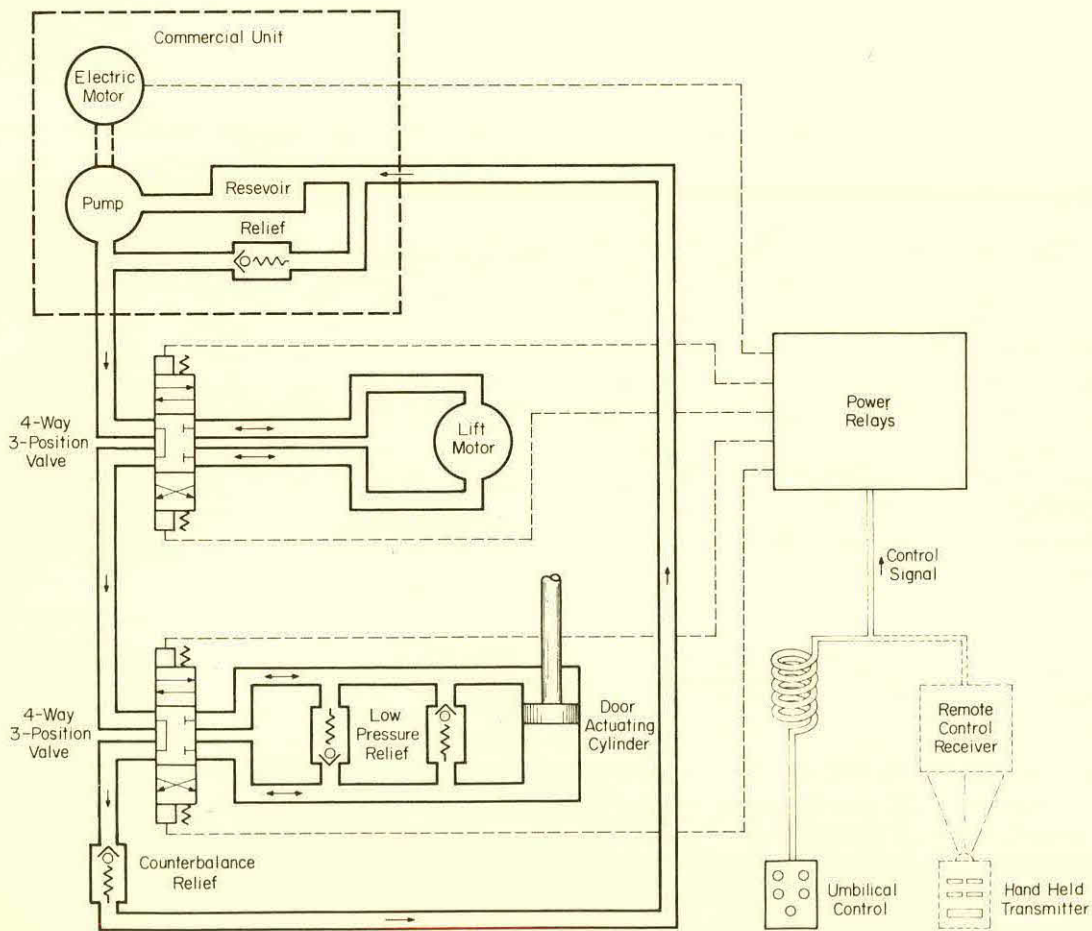 Commercial Unit
Electric
Motor
Pump
Resevoir
Relief
4-Way
3-Position
Valve
Lift
Motor
Power
Relays
Control
Signal
4-Way
3-Position
Valve
Low
Pressure
Relief
Door
Actuating
Cylinder
Remote
Control
Receiver
Counterbalance
Relief
Umbilical
Control
Hand Held
Transmitter